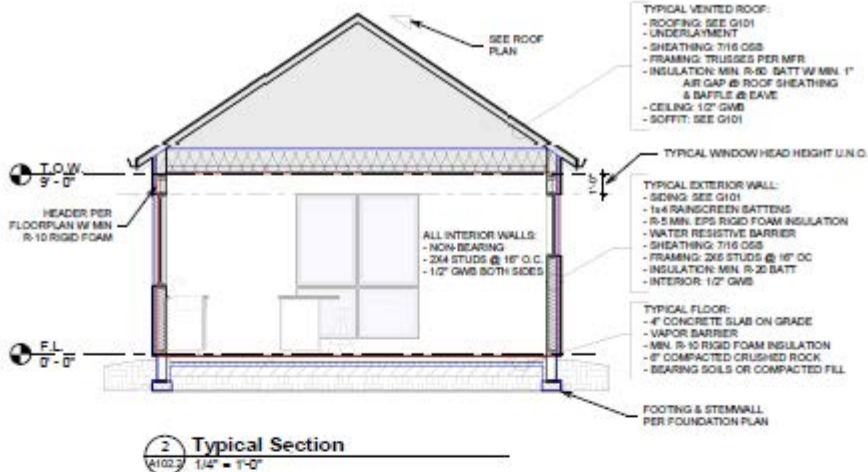 TYPICAL VENTED ROOF:
- ROOFING: SEE G101
- UNDERLAYMENT
- SHEATHING: 7/16 OSB
- FRAMING: TRUSSES PER MFR
- INSULATION: MIN. R-60 BATT W/ MIN. 1"
AIR GAP @ ROOF SHEATHING
& BAFFLE @ EAVE
- CEILING: 1/2" GWB
- SOFFIT: SEE G101
SEE ROOF
PLAN
TYPICAL WINDOW HEAD HEIGHT U.N.O.
1'-0"
T.O.W.
9' - 0"
HEADER PER
FLOORPLAN W/ MIN
R-10 RIGID FOAM
ALL INTERIOR WALLS:
- NON-BEARING
- 2X4 STUDS @ 16" O.C.
- 1/2" GWB BOTH SIDES
TYPICAL EXTERIOR WALL:
- SIDING: SEE G101
- 1x4 RAINSCREEN BATTENS
- R-5 MIN. EPS RIGID FOAM INSULATION
- WATER RESISTIVE BARRIER
- SHEATHING: 7/16 OSB
- FRAMING: 2X6 STUDS @ 16" OC
- INSULATION: MIN. R-20 BATT
- INTERIOR: 1/2" GWB
TYPICAL FLOOR:
- 4" CONCRETE SLAB ON GRADE
- VAPOR BARRIER
- MIN. R-10 RIGID FOAM INSULATION
- 6" COMPACTED CRUSHED ROCK
- BEARING SOILS OR COMPACTED FILL
F.L.
0' - 0"
FOOTING & STEMWALL
PER FOUNDATION PLAN
2
A102.2
Typical Section
1/4" = 1'-0"